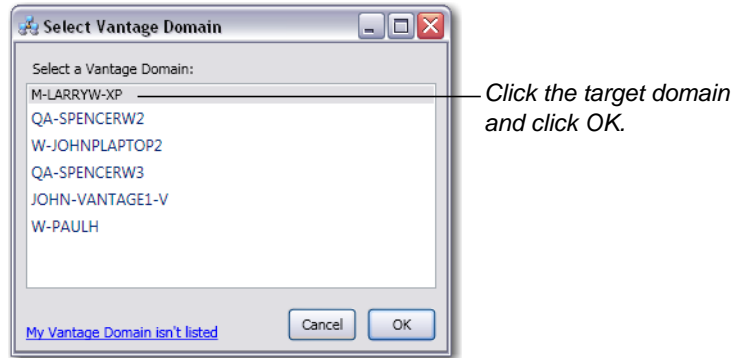 Select Vantage Domain
Select a Vantage Domain:
M-LARRYW-XP
Click the target domain
and click OK.
QA-SPENCERW2
W-JOHNPLAPTOP2
QA-SPENCERW3
JOHN-VANTAGE1-V
W-PAULH
My Vantage Domain isn't listed
Cancel
OK